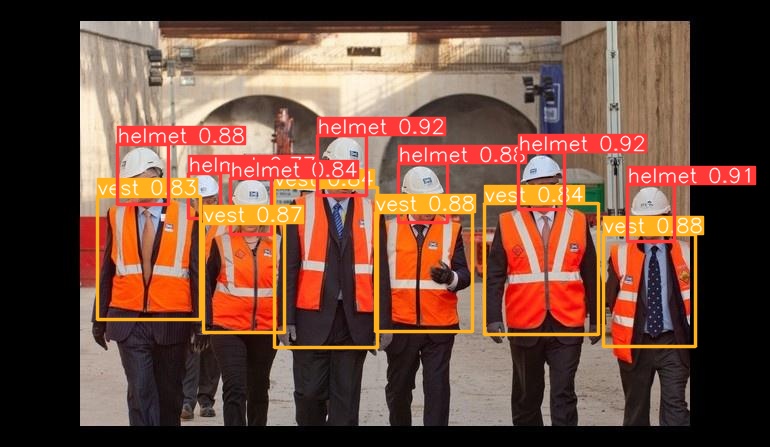 helmet 0.92
helmet 0.88
helmet 0.92
helmet 0.88
helmet 0.84
helmet 0.91
vest 0.83
vest 0.84
vest 0.88
vest 0.87
vest 0.88